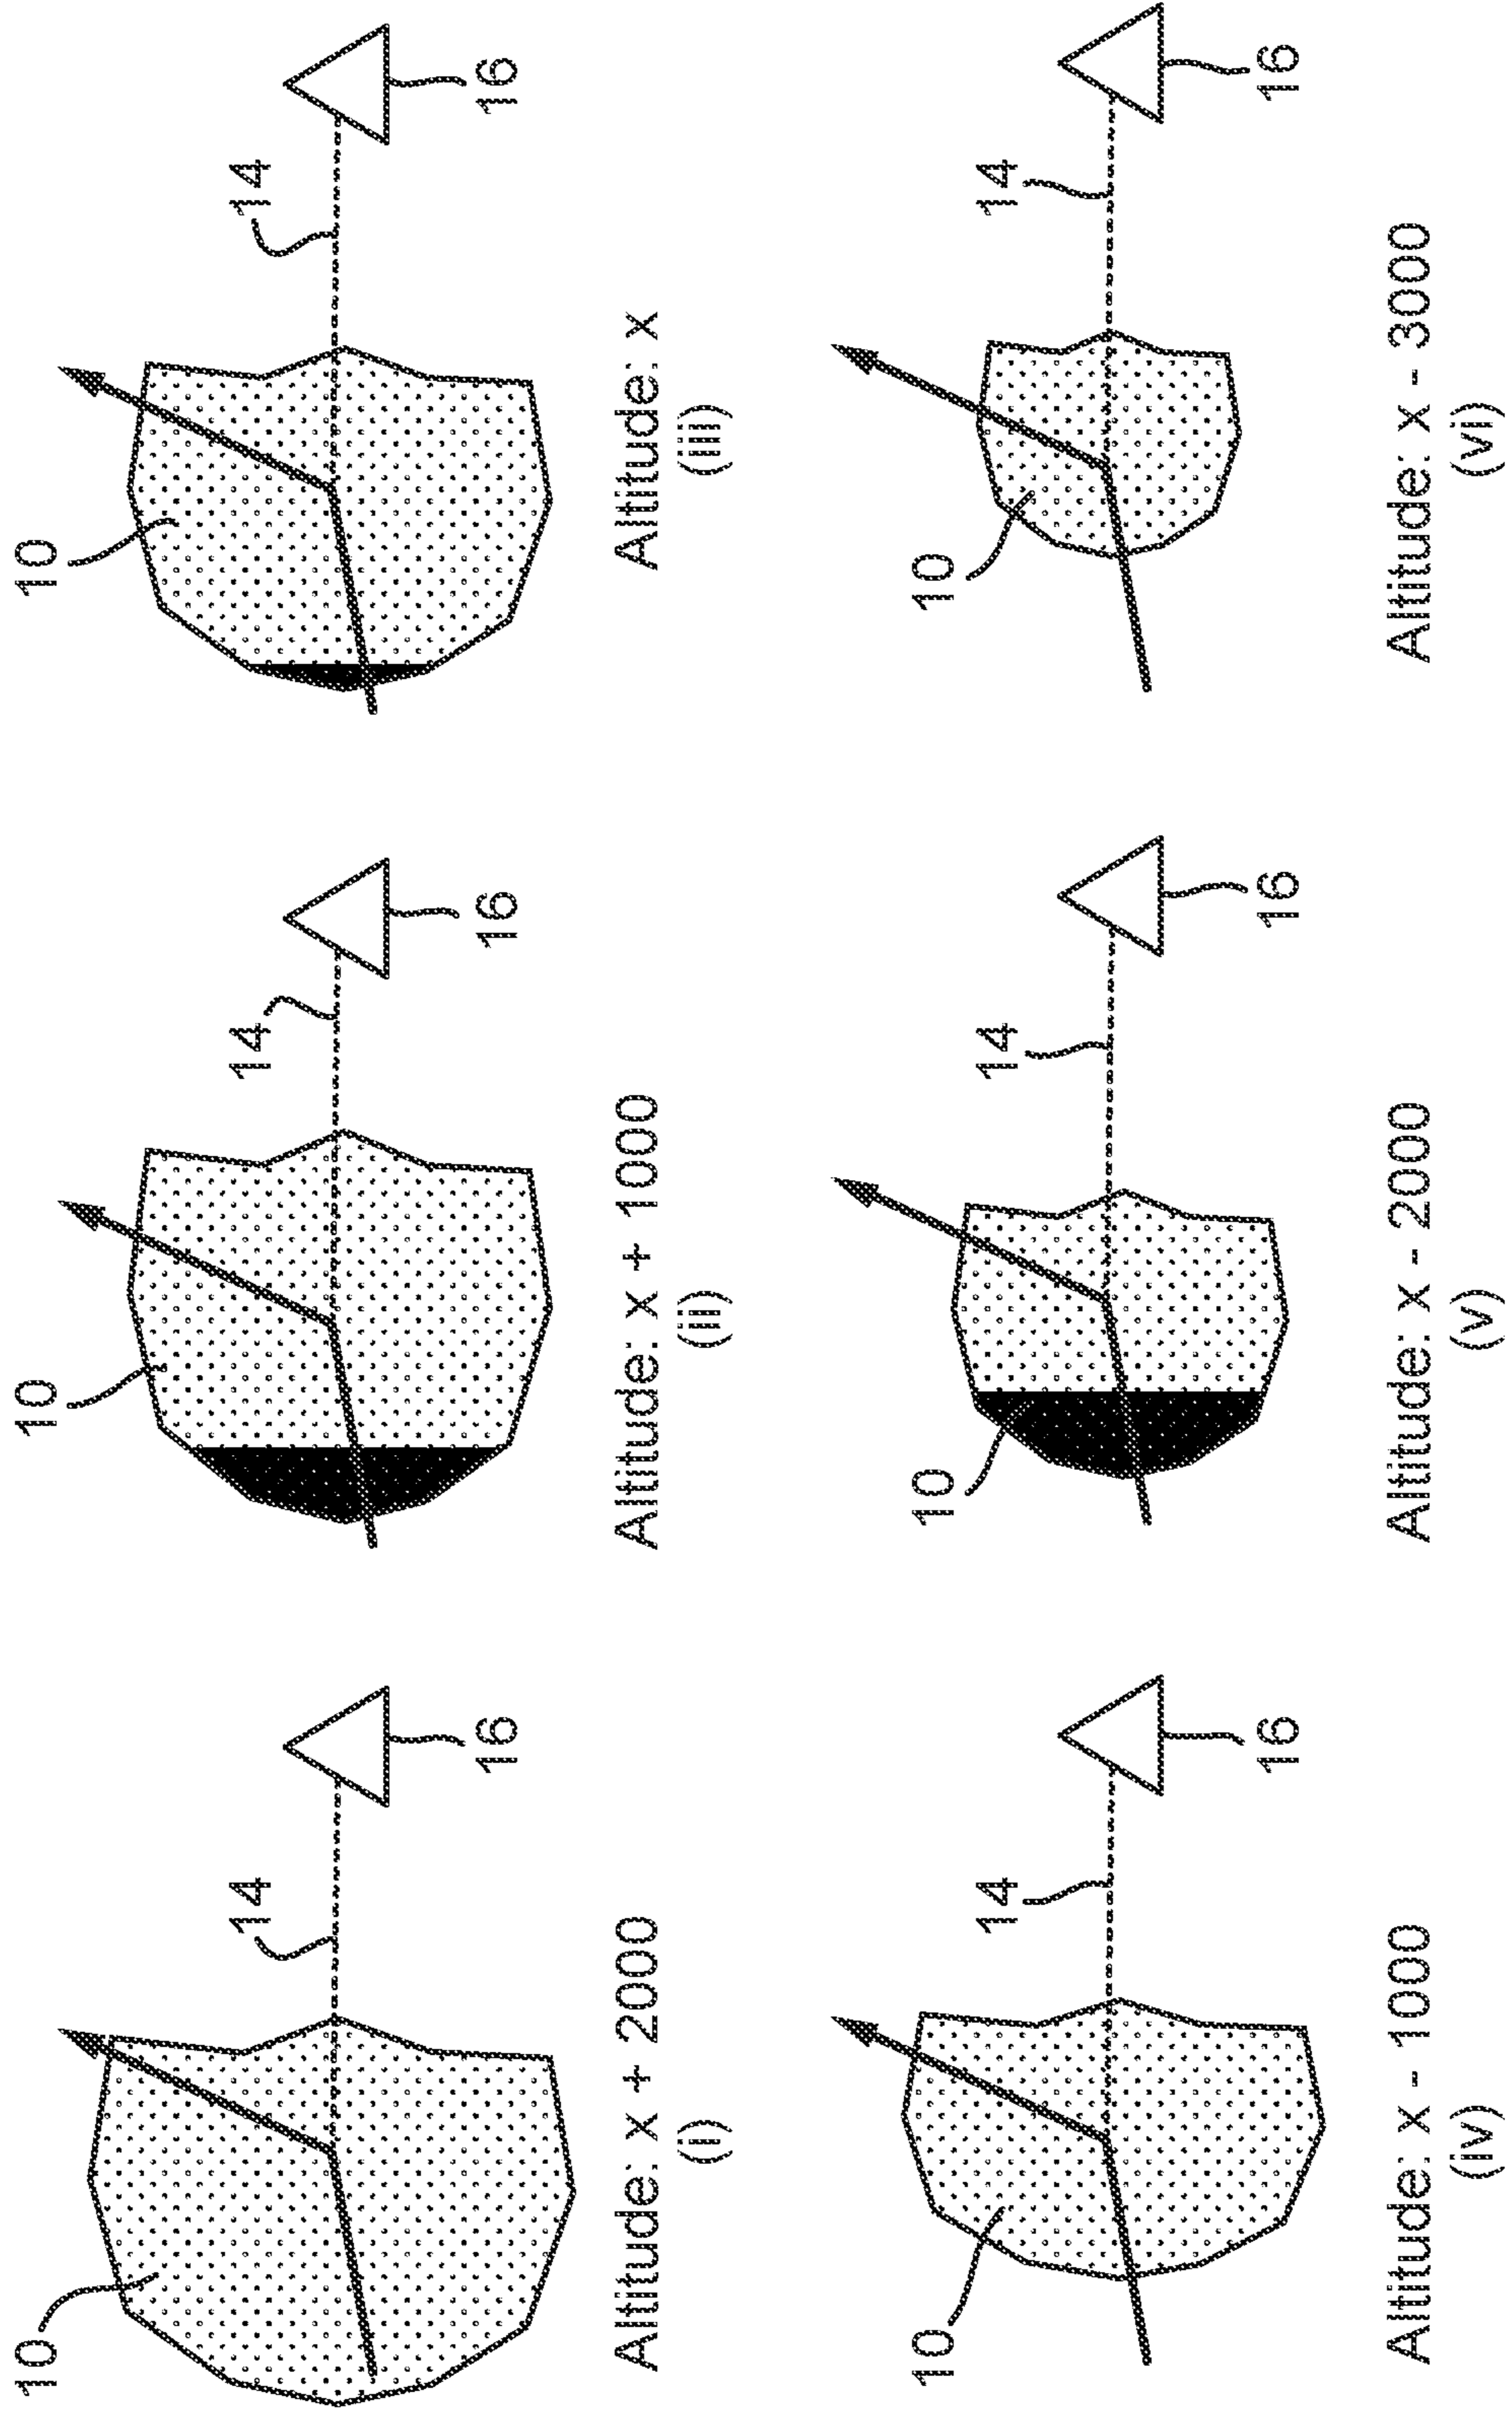 10
14
16
Altitude: x + 2000
(i)
10
14
16
Altitude: x + 1000
(ii)
10
14
16
Altitude: x
(iii)
10
14
16
Altitude: x - 1000
(iv)
10
14
16
Altitude: x - 2000
(v)
10
14
16
Altitude: x - 3000
(vi)